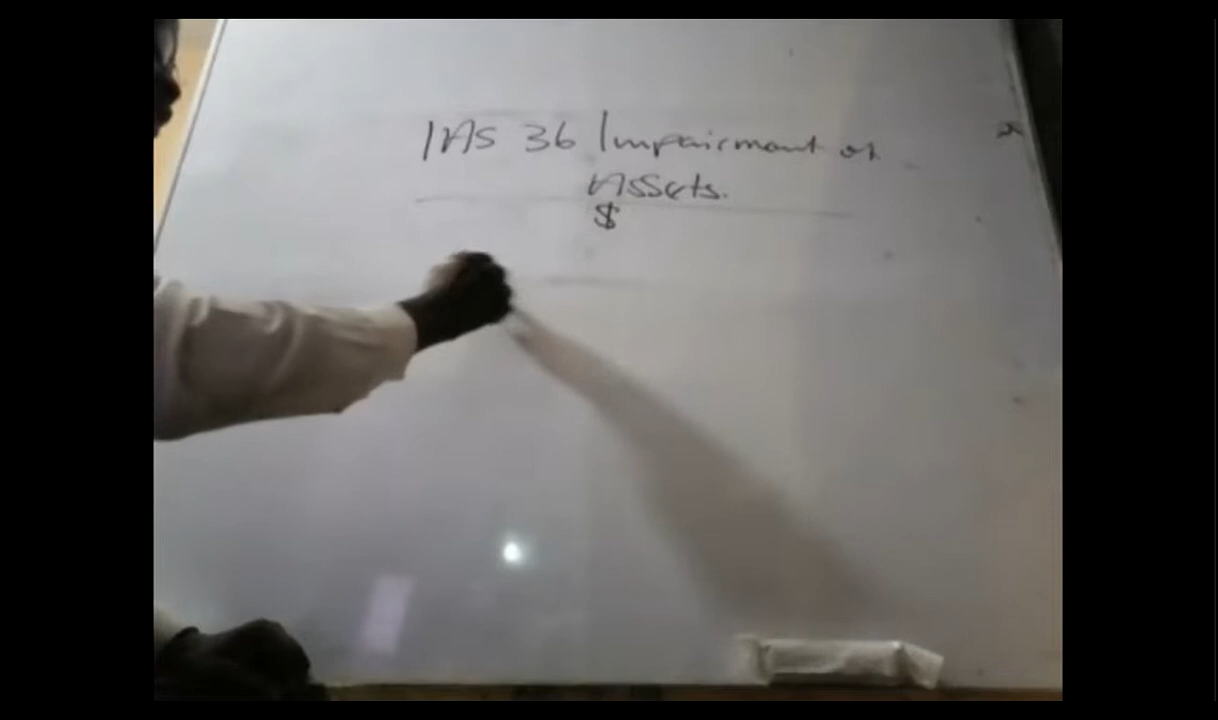 IAS 36 Impairment of
Assets.
$